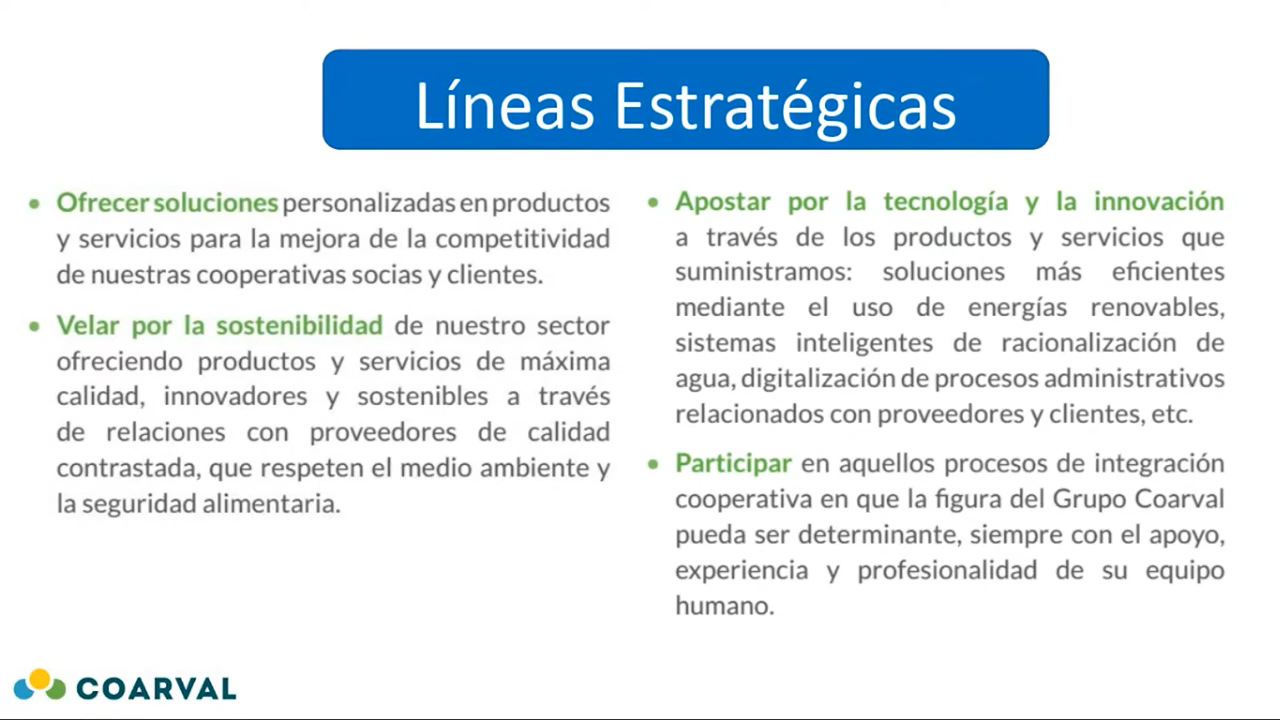 Líneas Estratégicas
• Ofrecer soluciones personalizadas en productos
y servicios para la mejora de la competitividad
de nuestras cooperativas socias y clientes.
• Velar por la sostenibilidad de nuestro sector
ofreciendo productos y servicios de máxima
calidad, innovadores y sostenibles a través
de relaciones con proveedores de calidad
contrastada, que respeten el medio ambiente y
la seguridad alimentaria.
• Apostar por la tecnología y la innovación
a través de los productos y servicios que
suministramos: soluciones más eficientes
mediante el uso de energías renovables,
sistemas inteligentes de racionalización de
agua, digitalización de procesos administrativos
relacionados con proveedores y clientes, etc.
• Participar en aquellos procesos de integración
cooperativa en que la figura del Grupo Coarval
pueda ser determinante, siempre con el apoyo,
experiencia y profesionalidad de su equipo
humano.
COARVAL